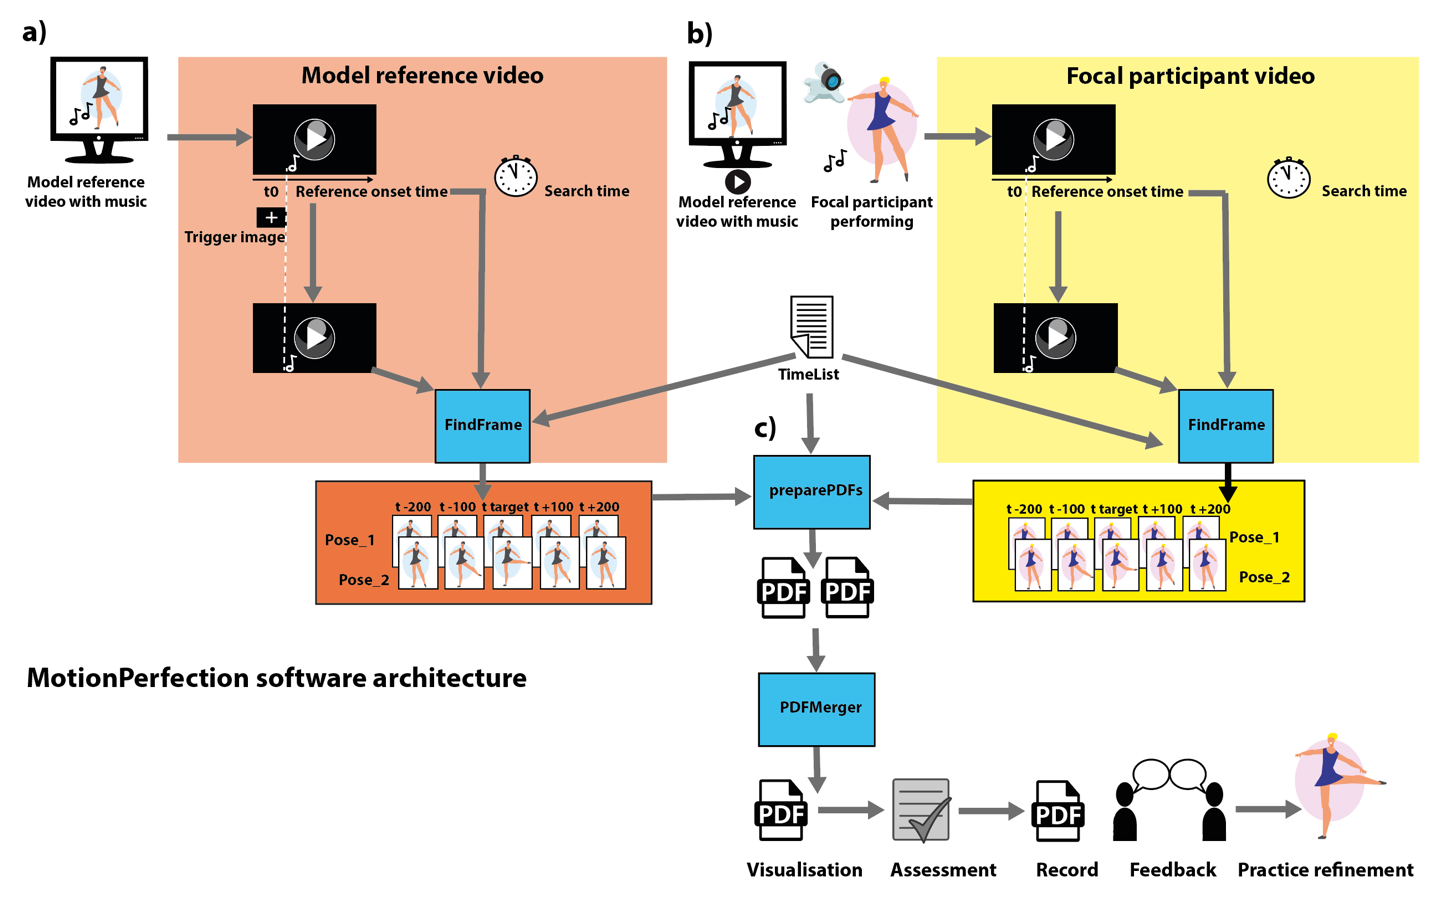 a)
Model reference video
Model reference
video with music
t0
Reference onset time
Search time
Trigger image
FindFrame
t -200 t -100 t target t +100 t +200
Pose_1
Pose_2
b)
Focal participant video
Model reference
video with music
Focal participant
performing
t0
Reference onset time
Search time
TimeList
FindFrame
t -200 t -100 t target t +100 t +200
Pose_1
Pose_2
c)
preparePDFs
PDF
PDF
MotionPerfection software architecture
PDFMerger
PDF
PDF
Visualisation
Assessment
Record
Feedback
Practice refinement